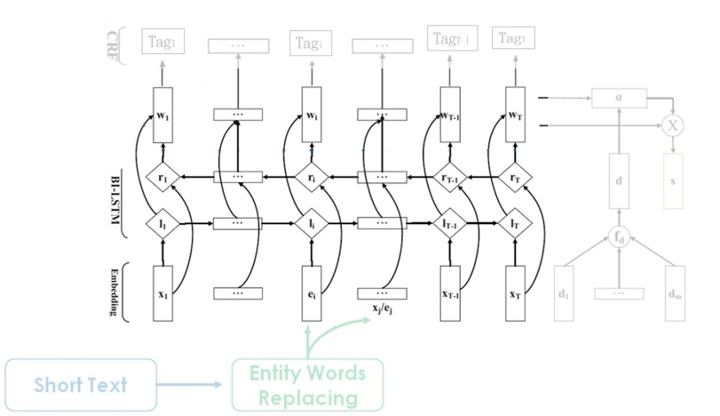 CRF
Tag1 ... Tagi ... TagT-1 TagT
w1 ... wi ... wT-1 wT α X
r1 ... ri ... rT-1 rT d s
BI-LSTM
l1 ... li ... lT-1 lT fd
Embedding
x1 ... ei ... xT-1 xT d1 ... dm
xj/ej
Short Text
Entity Words
Replacing